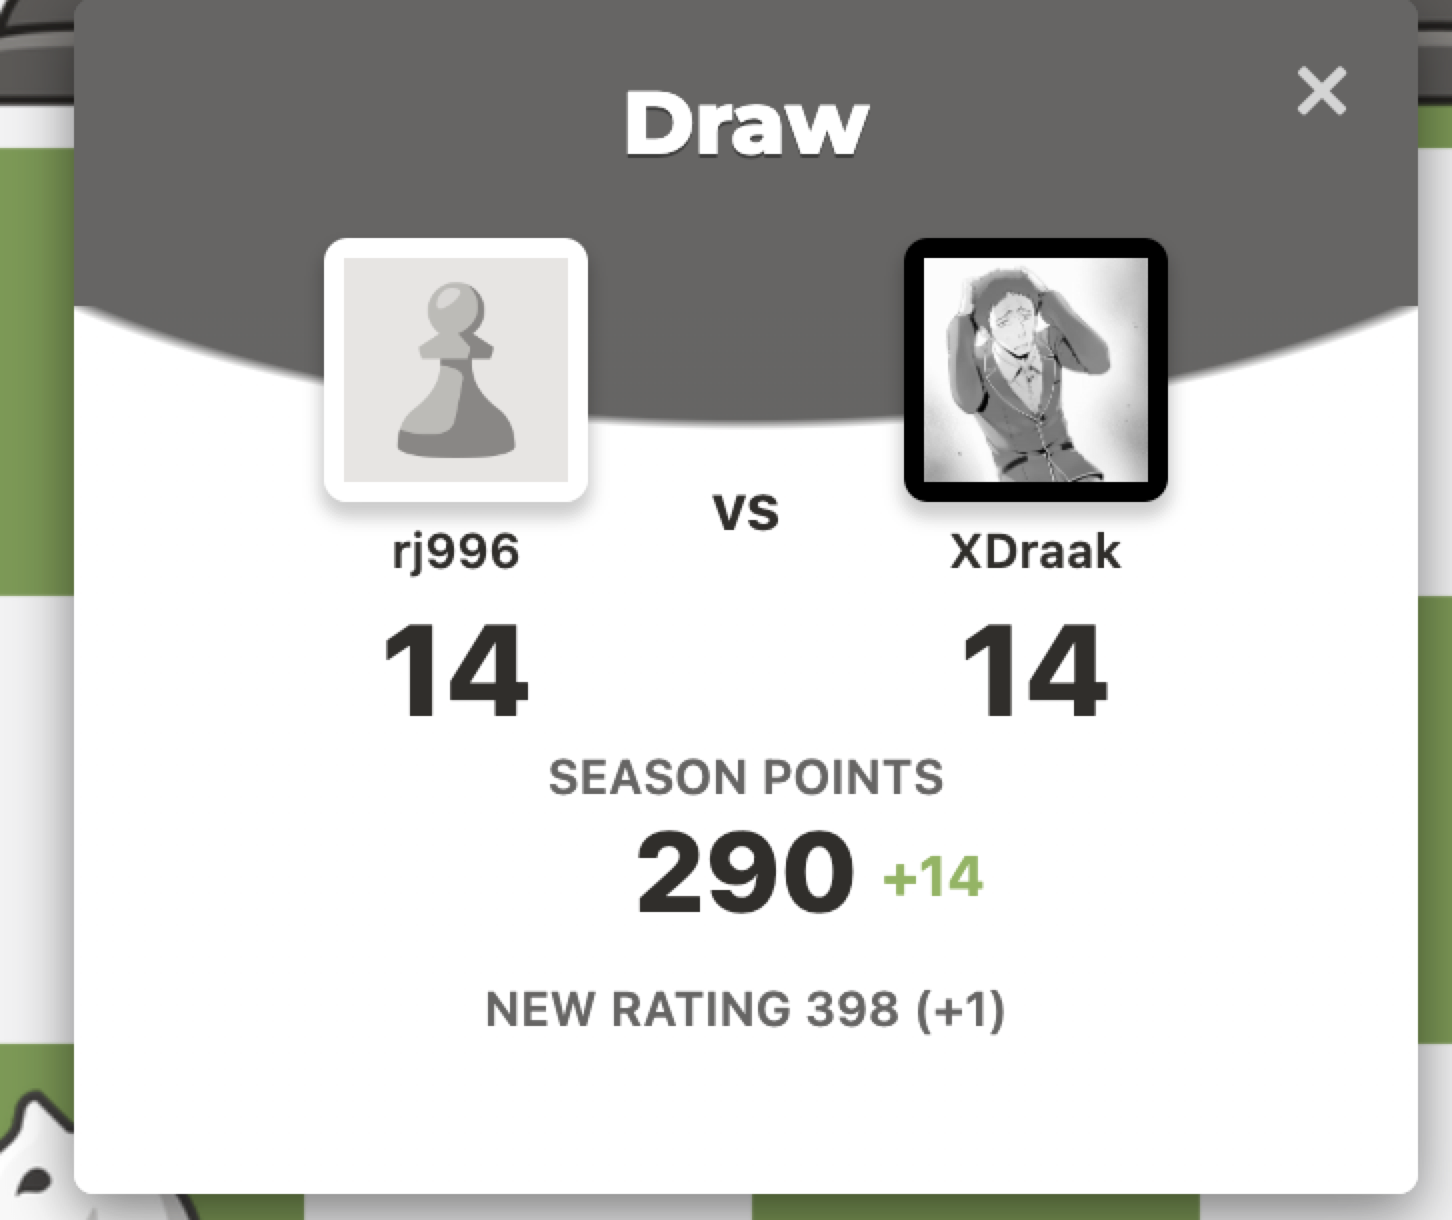 Draw
vs
rj996 XDraak
14 14
SEASON POINTS
290 +14
NEW RATING 398 (+1)